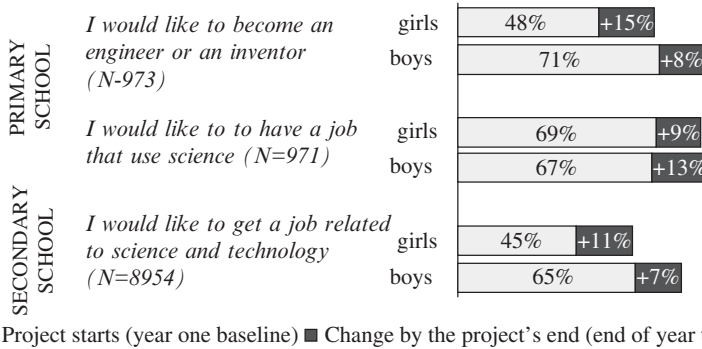 PRIMARY SCHOOL
I would like to become an engineer or an inventor (N-973)
girls 48% +15%
boys 71% +8%
I would like to to have a job that use science (N=971)
girls 69% +9%
boys 67% +13%
SECONDARY SCHOOL
I would like to get a job related to science and technology (N=8954)
girls 45% +11%
boys 65% +7%
Project starts (year one baseline) ■ Change by the project's end (end of year